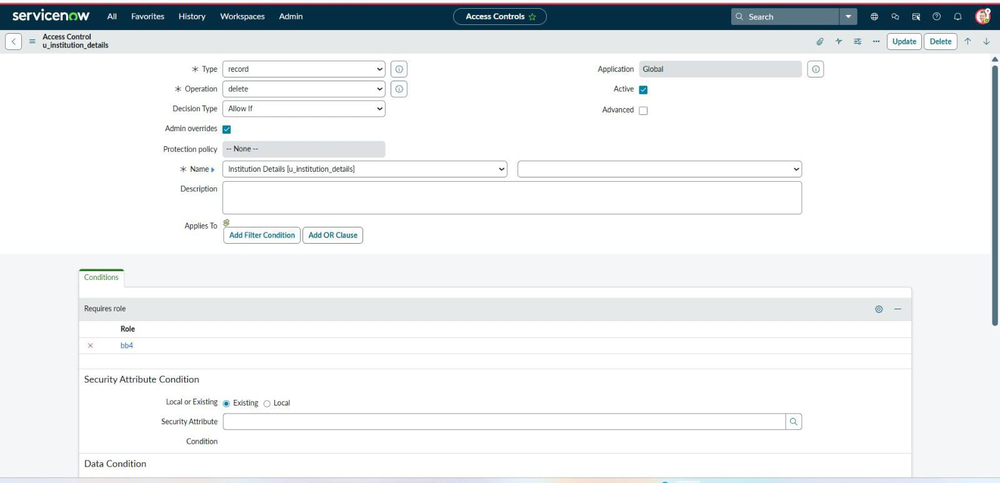 servicenow All Favorites History Workspaces Admin Access Controls Search
Access Control
u_institution_details
Update Delete
* Type record Application Global
* Operation delete Active
Decision Type Allow If Advanced
Admin overrides
Protection policy -- None --
* Name Institution Details [u_institution_details]
Description
Applies To
Add Filter Condition Add OR Clause
Conditions
Requires role
Role
bb4
Security Attribute Condition
Local or Existing Existing Local
Security Attribute
Condition
Data Condition